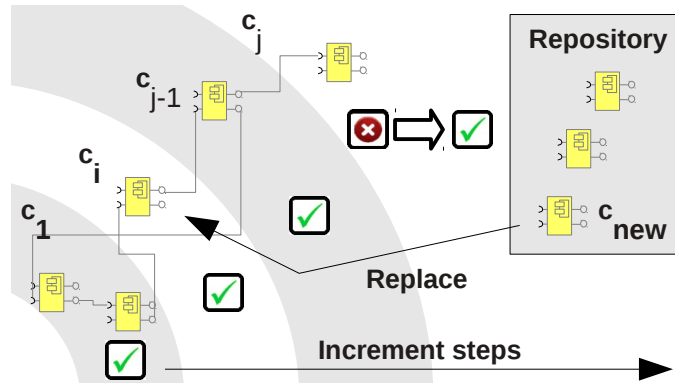 c j
Repository
c j-1
c i
c 1
c new
Replace
Increment steps